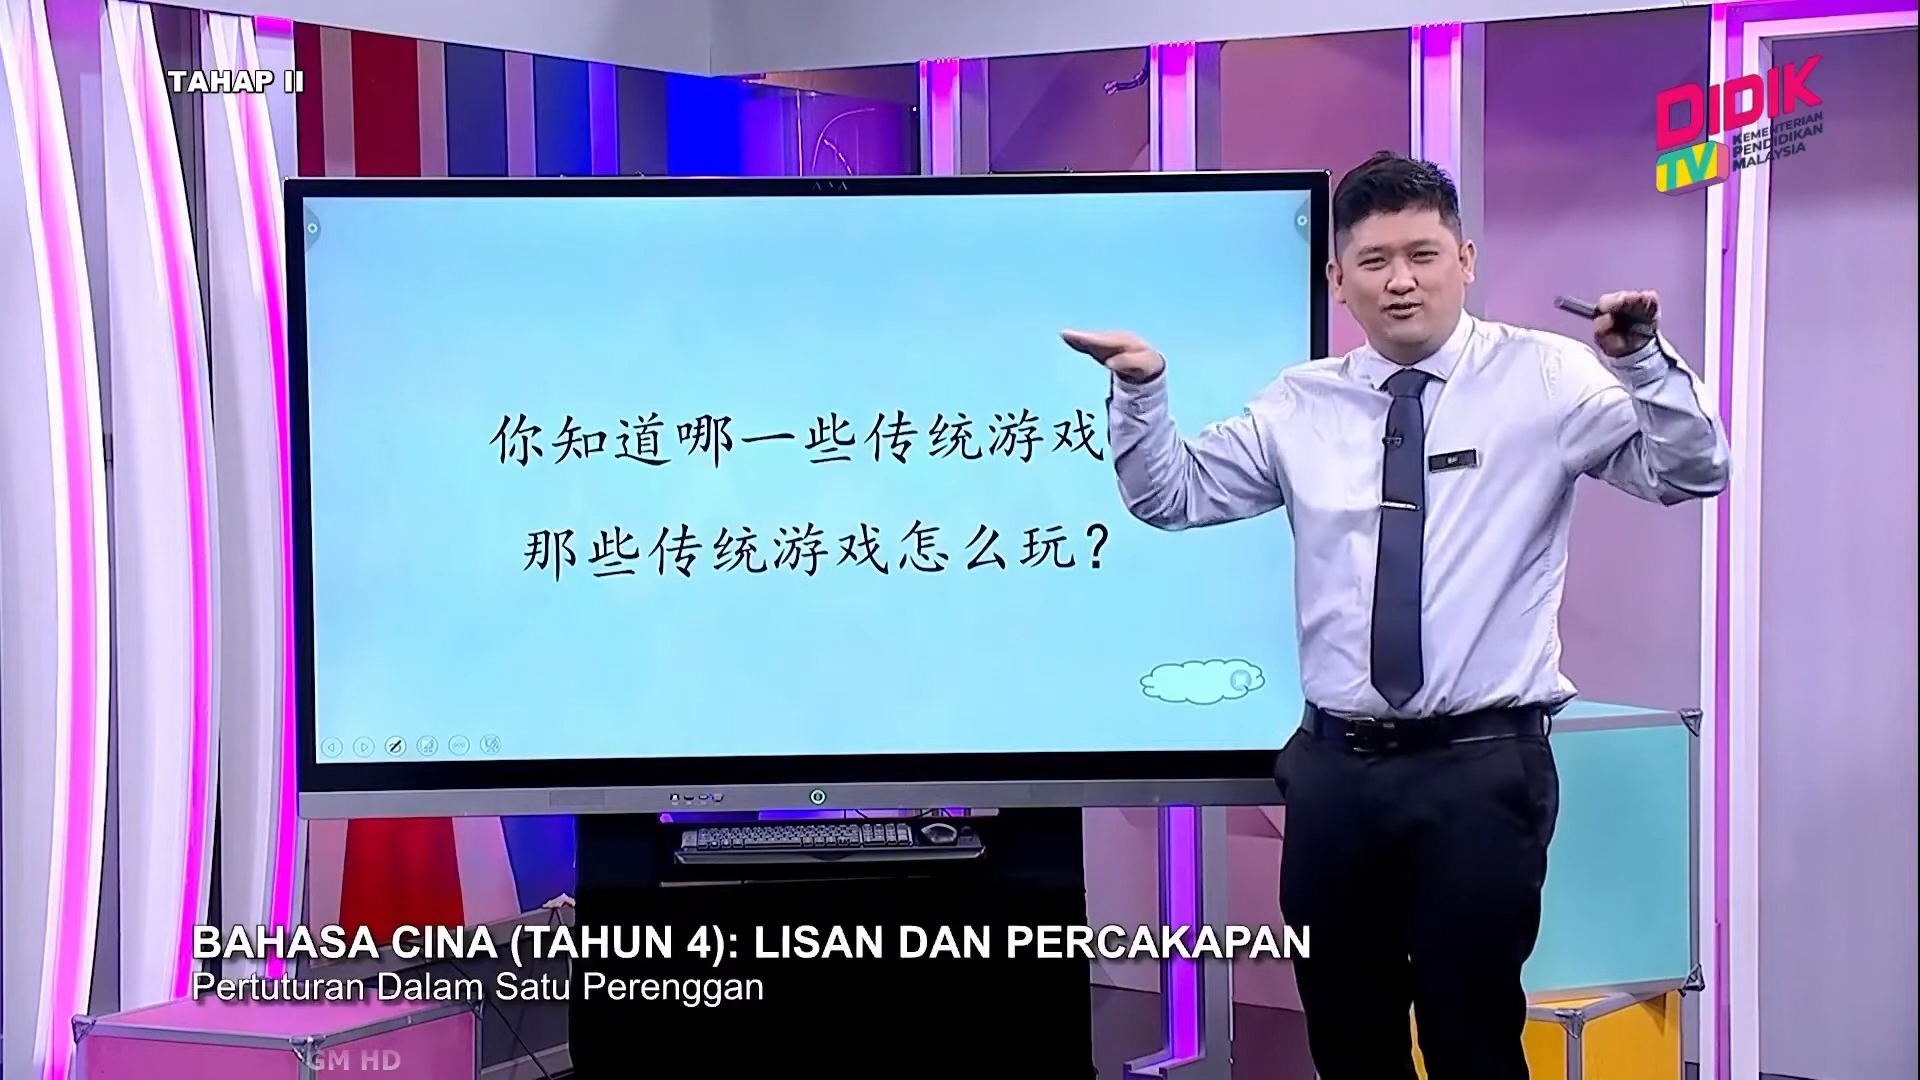 TAHAP II
DIDIK
TV
KEMENTERIAN
PENDIDIKAN
MALAYSIA
你知道哪一些传统游戏
那些传统游戏怎么玩?
BAHASA CINA (TAHUN 4): LISAN DAN PERCAKAPAN
Pertuturan Dalam Satu Perenggan
GM HD